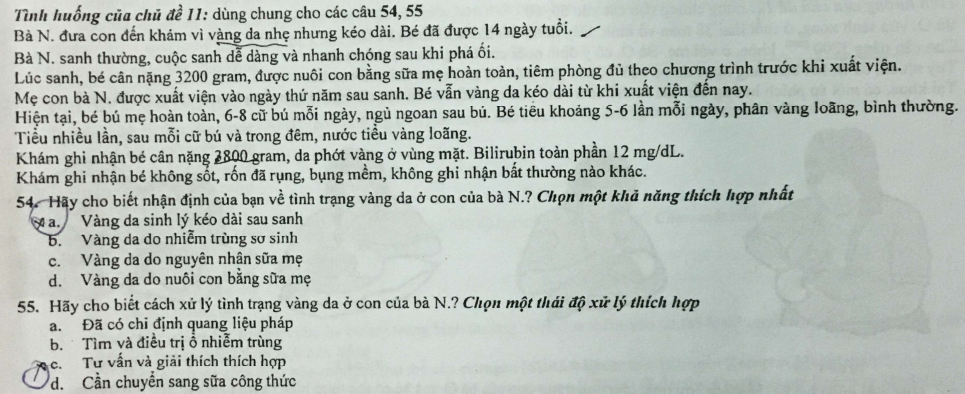 Tình huống của chủ đề 11: dùng chung cho các câu 54, 55
Bà N. đưa con đến khám vì vàng da nhẹ nhưng kéo dài. Bé đã được 14 ngày tuổi.
Bà N. sanh thường, cuộc sanh dễ dàng và nhanh chóng sau khi phá ối.
Lúc sanh, bé cân nặng 3200 gram, được nuôi con bằng sữa mẹ hoàn toàn, tiêm phòng đủ theo chương trình trước khi xuất viện.
Mẹ con bà N. được xuất viện vào ngày thứ năm sau sanh. Bé vẫn vàng da kéo dài từ khi xuất viện đến nay.
Hiện tại, bé bú mẹ hoàn toàn, 6-8 cữ bú mỗi ngày, ngủ ngoan sau bú. Bé tiêu khoảng 5-6 lần mỗi ngày, phân vàng loãng, bình thường.
Tiểu nhiều lần, sau mỗi cữ bú và trong đêm, nước tiểu vàng loãng.
Khám ghi nhận bé cân nặng 3800 gram, da phớt vàng ở vùng mặt. Bilirubin toàn phần 12 mg/dL.
Khám ghi nhận bé không sốt, rốn đã rụng, bụng mềm, không ghi nhận bất thường nào khác.
54. Hãy cho biết nhận định của bạn về tình trạng vàng da ở con của bà N.? Chọn một khả năng thích hợp nhất
a. Vàng da sinh lý kéo dài sau sanh
b. Vàng da do nhiễm trùng sơ sinh
c. Vàng da do nguyên nhân sữa mẹ
d. Vàng da do nuôi con bằng sữa mẹ
55. Hãy cho biết cách xử lý tình trạng vàng da ở con của bà N.? Chọn một thái độ xử lý thích hợp
a. Đã có chỉ định quang liệu pháp
b. Tìm và điều trị ổ nhiễm trùng
c. Tư vấn và giải thích thích hợp
d. Cần chuyển sang sữa công thức